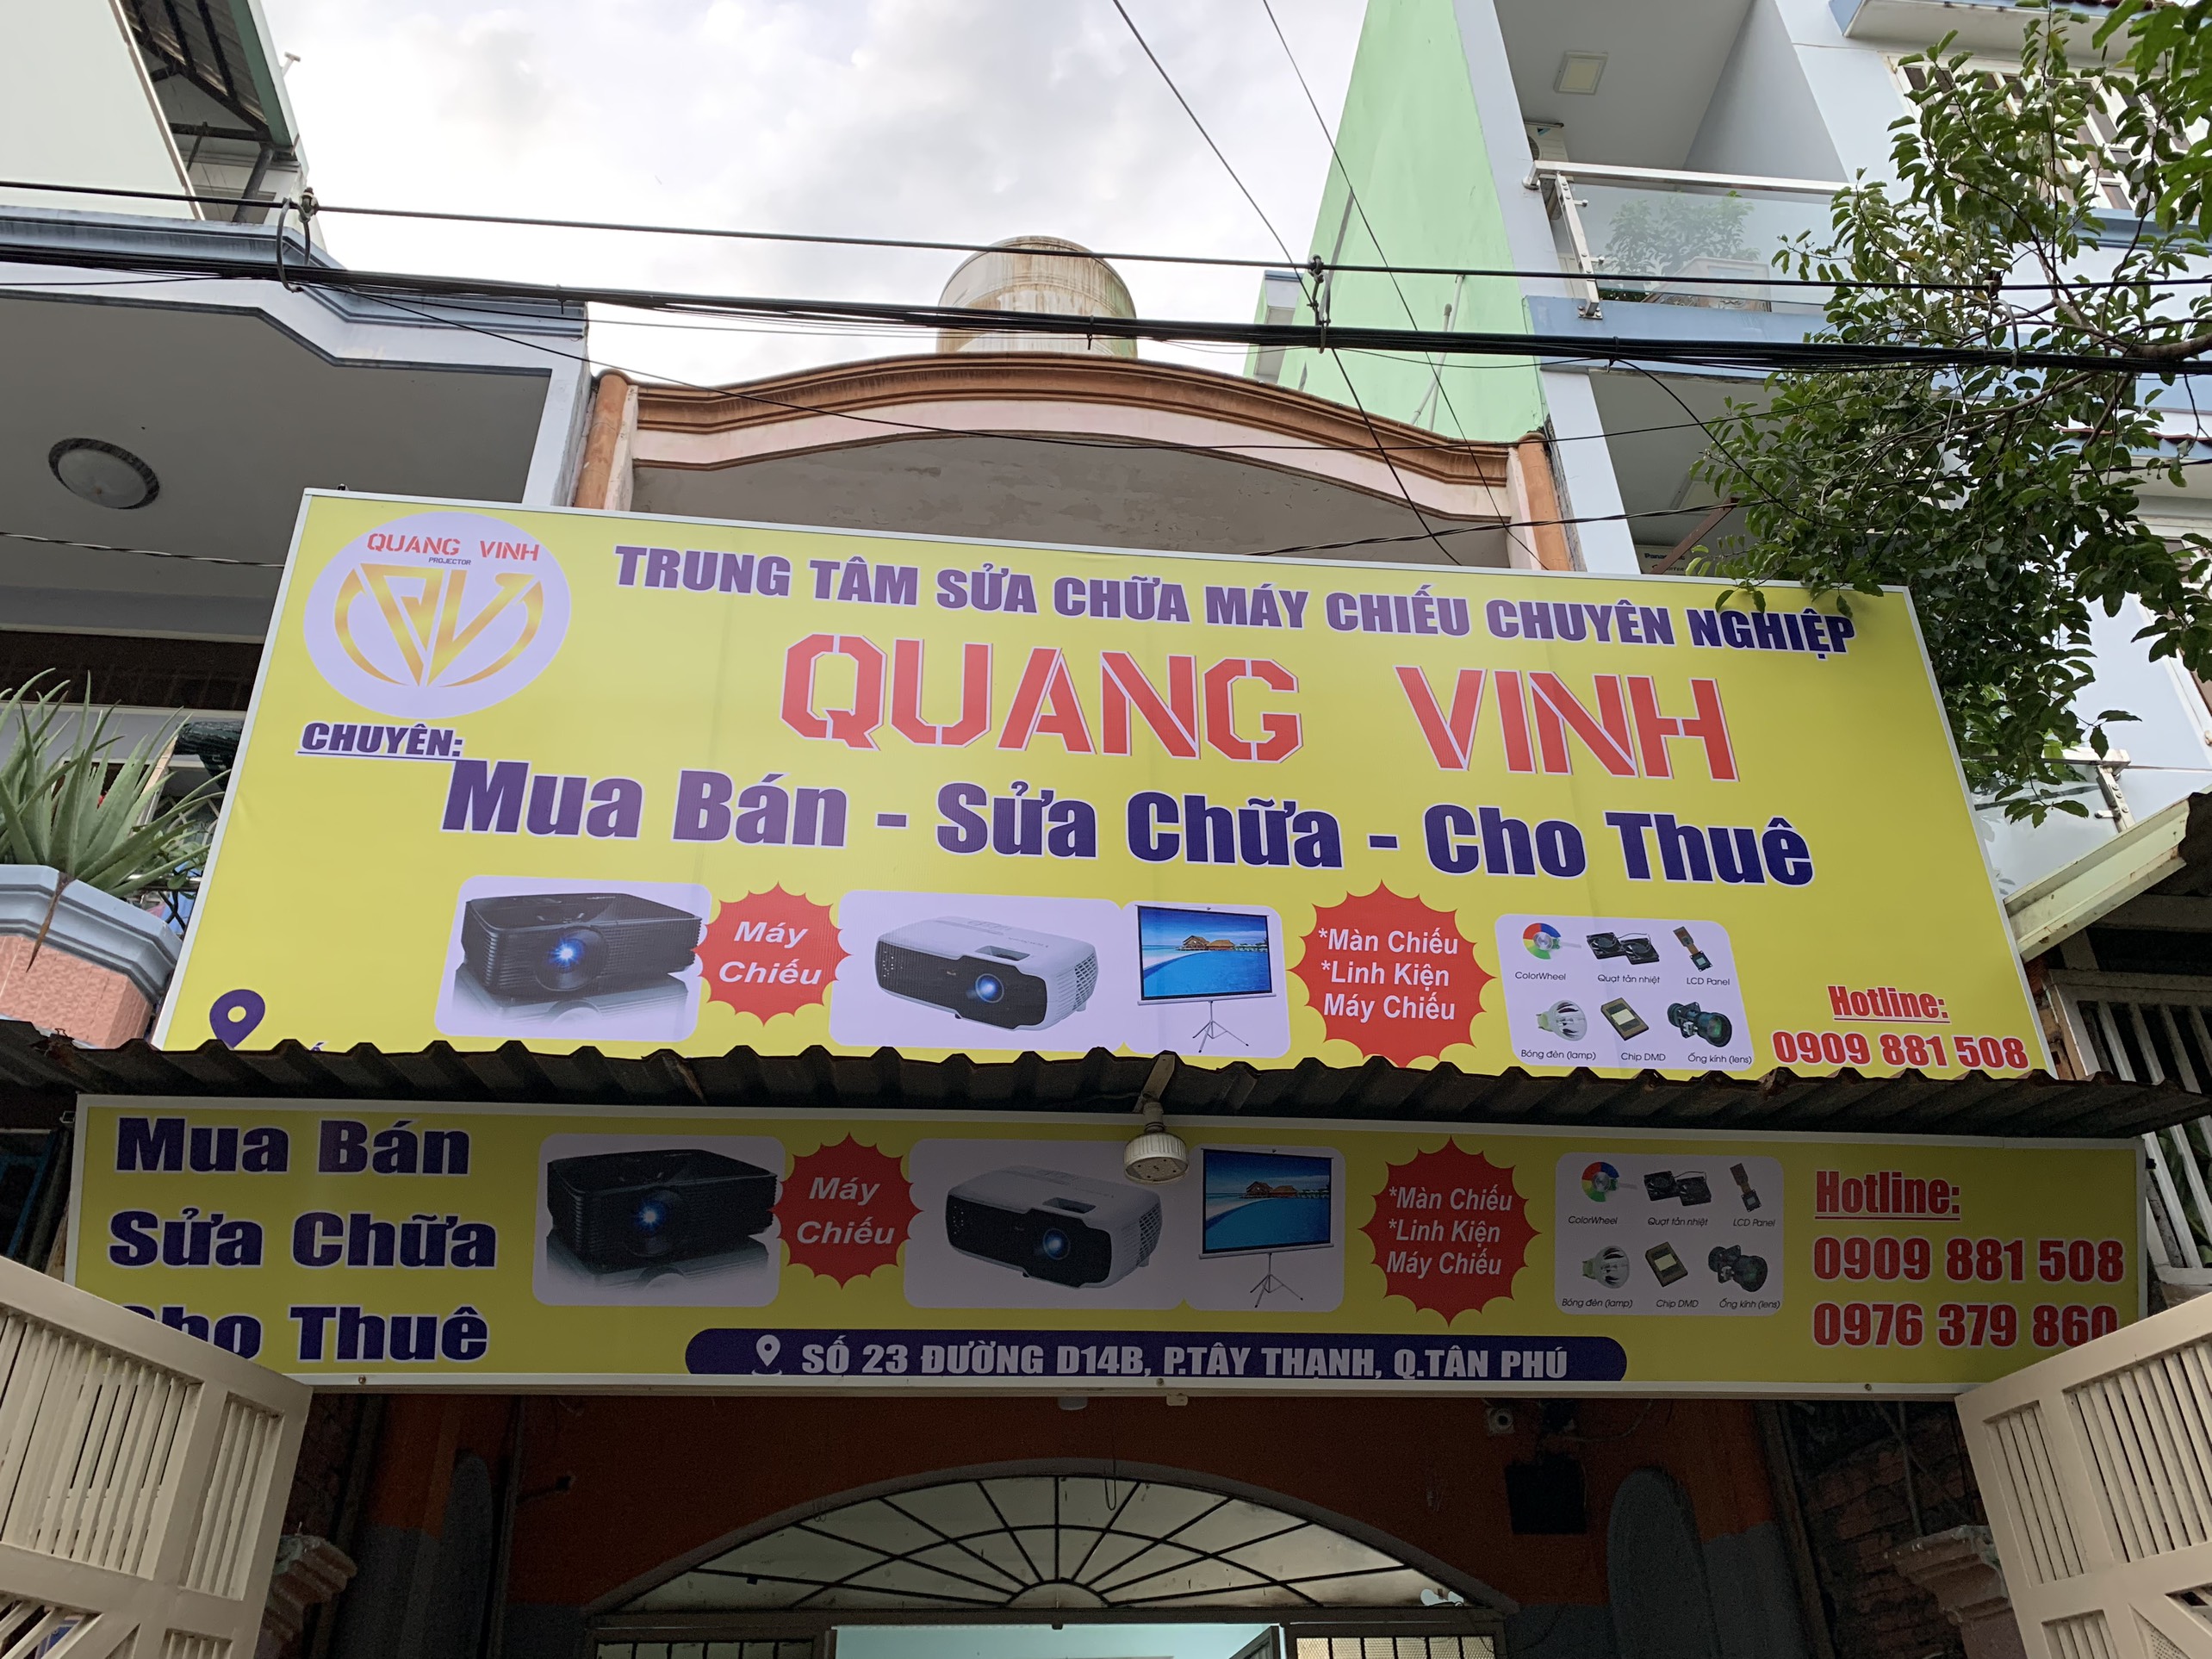 QUANG VINH
PROJECTOR
TRUNG TÂM SỬA CHỮA MÁY CHIẾU CHUYÊN NGHIỆP
QUANG VINH
CHUYÊN:
Mua Bán - Sửa Chữa - Cho Thuê
Máy
Chiếu
*Màn Chiếu
*Linh Kiện
Máy Chiếu
ColorWheel
Quạt tản nhiệt
LCD Panel
Bóng đèn (lamp)
Chip DMD
Ống kính (lens)
Hotline:
0909 881 508
Mua Bán
Sửa Chữa
Cho Thuê
Máy
Chiếu
*Màn Chiếu
*Linh Kiện
Máy Chiếu
ColorWheel
Quạt tản nhiệt
LCD Panel
Bóng đèn (lamp)
Chip DMD
Ống kính (lens)
Hotline:
0909 881 508
0976 379 860
SỐ 23 ĐƯỜNG D14B, P.TÂY THẠNH, Q.TÂN PHÚ